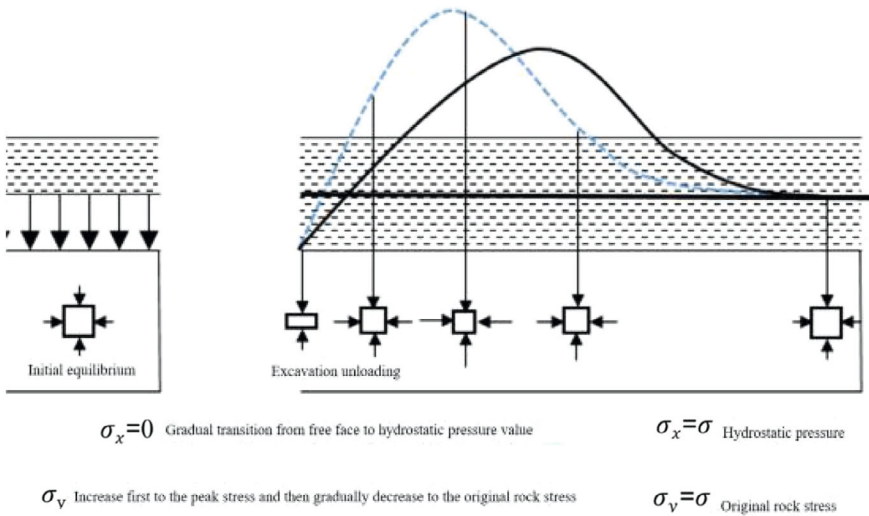 Initial equilibrium
Excavation unloading
σₓ=0 Gradual transition from free face to hydrostatic pressure value
σₓ=σ Hydrostatic pressure
σᵥ Increase first to the peak stress and then gradually decrease to the original rock stress
σᵥ=σ Original rock stress